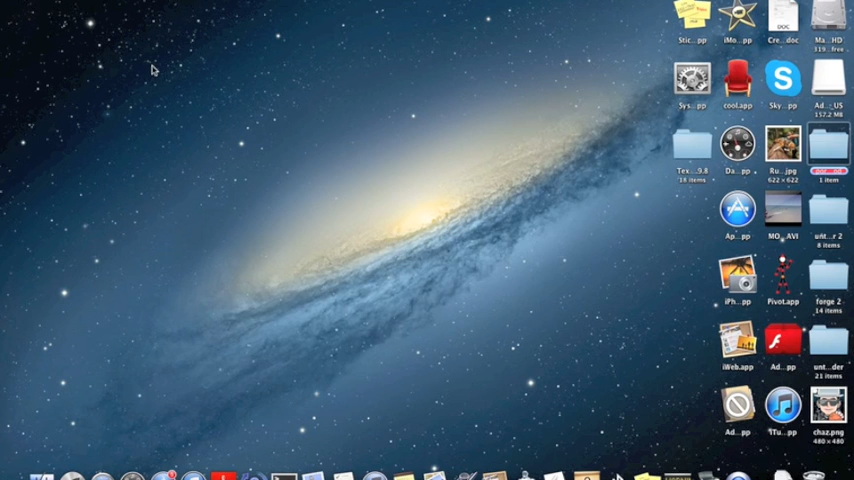 Stic...pp
iMo...pp
Cre...doc
Ma...HD
319...free
Sys...pp
cool.app
Sky...pp
Ad..._US
157.2 MB
Tex...9.8
18 items
Da...pp
Ru...jpg
622 × 622
1 item
Ap...pp
MO...AVI
unt...r 2
8 items
iPh...pp
Pivot.app
forge 2
14 items
iWeb.app
Ad...pp
unt...der
21 items
Ad...pp
iTu...pp
chaz.png
480 × 480
DOC